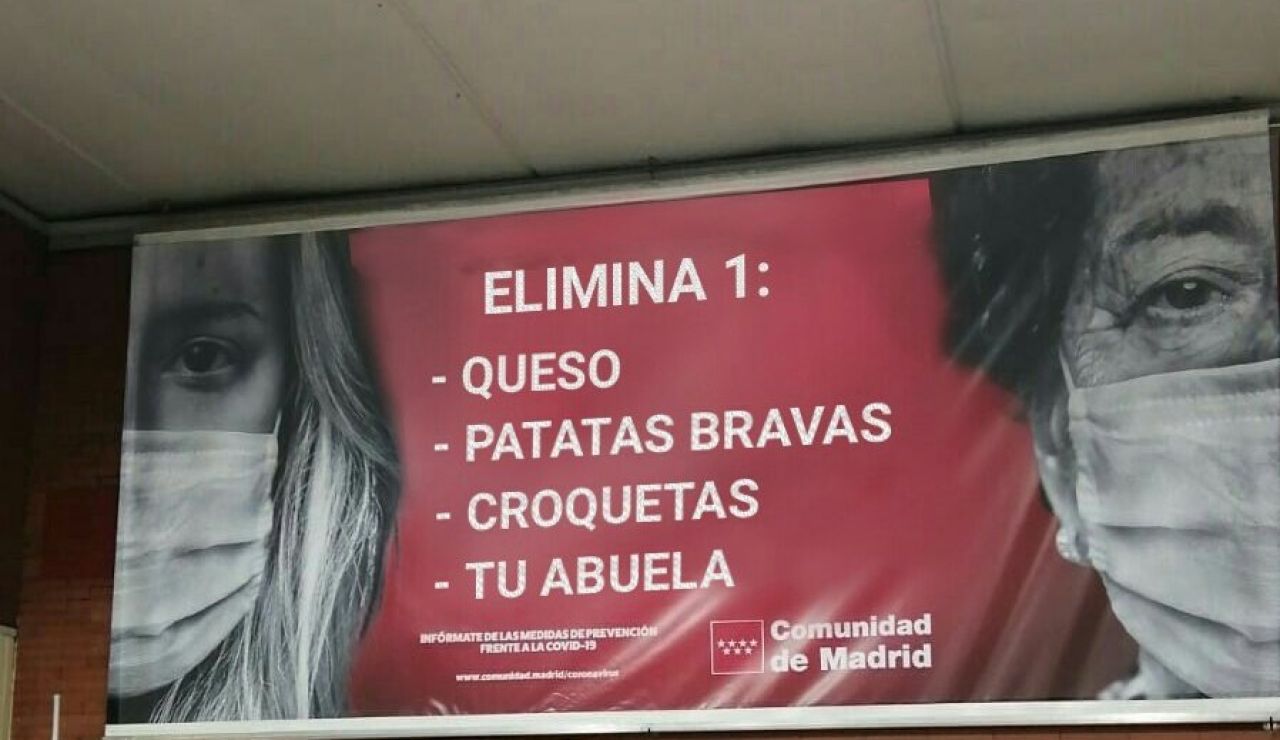 ELIMINA 1:
- QUESO
- PATATAS BRAVAS
- CROQUETAS
- TU ABUELA
INFÓRMATE DE LAS MEDIDAS DE PREVENCIÓN
FRENTE A LA COVID-19
www.comunidad.madrid/coronavirus
Comunidad
de Madrid